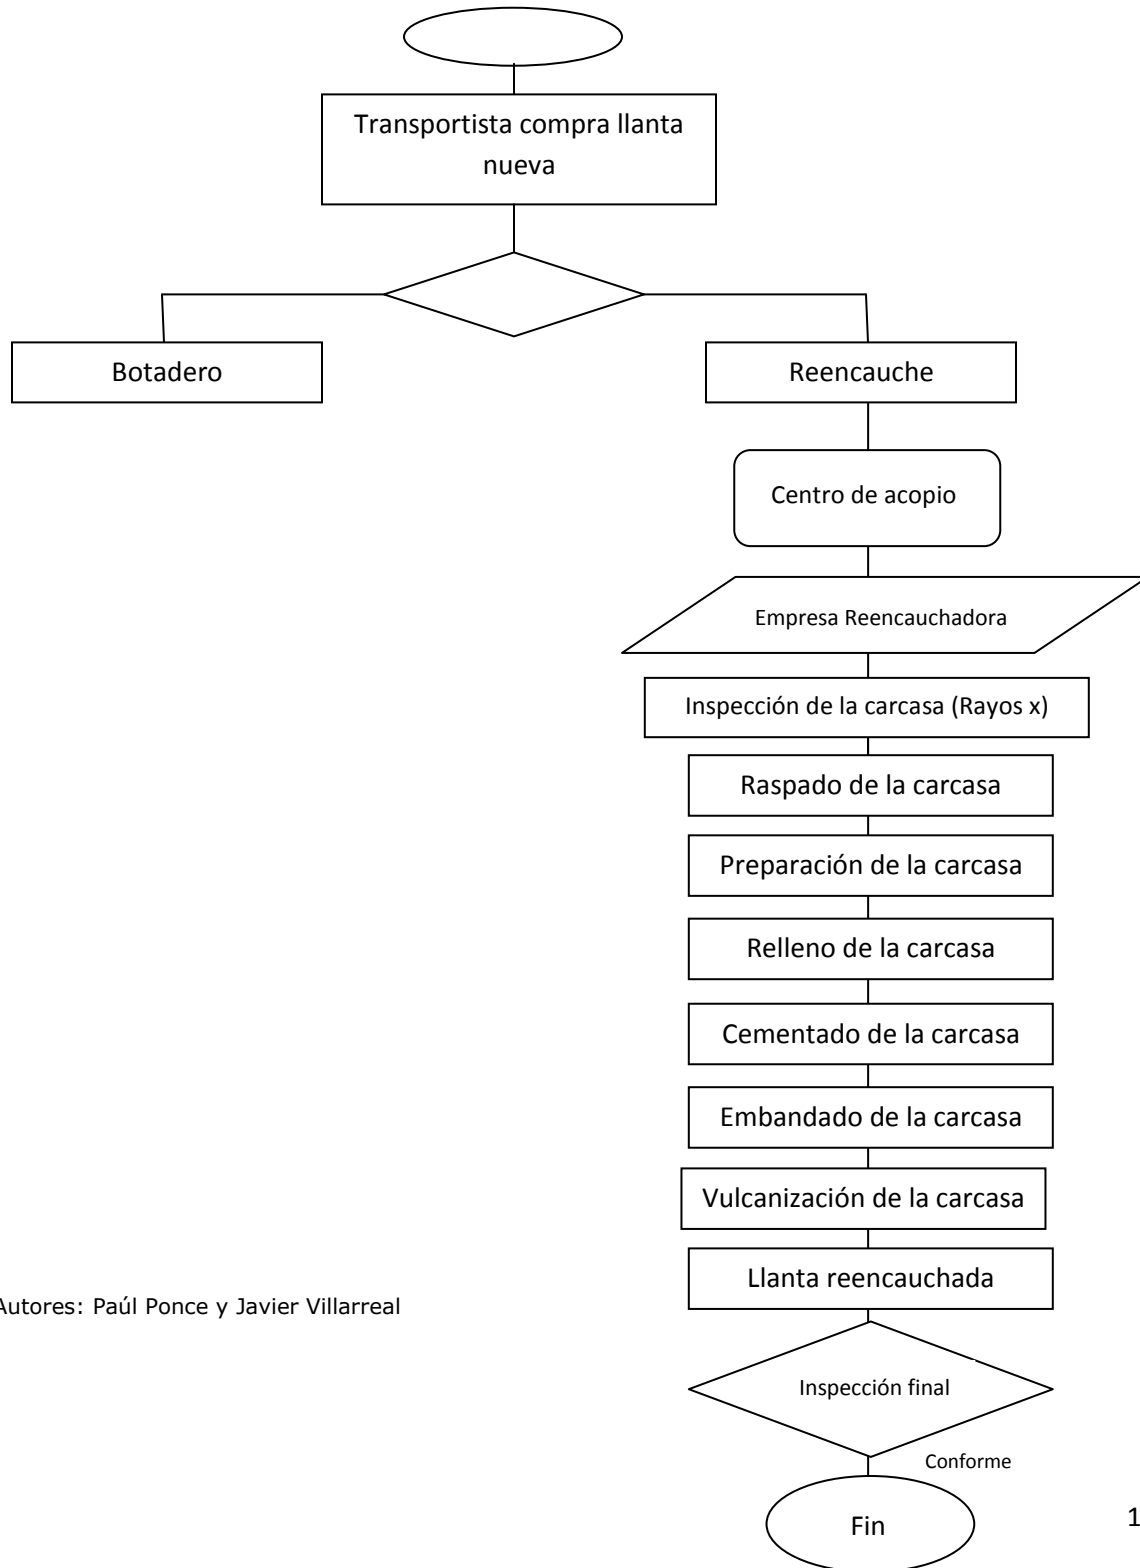 Transportista compra llanta
nueva
Botadero
Reencauche
Centro de acopio
Empresa Reencauchadora
Inspección de la carcasa (Rayos x)
Raspado de la carcasa
Preparación de la carcasa
Relleno de la carcasa
Cementado de la carcasa
Embandado de la carcasa
Vulcanización de la carcasa
Llanta reencauchada
Autores: Paúl Ponce y Javier Villarreal
Inspección final
Conforme
Fin
1